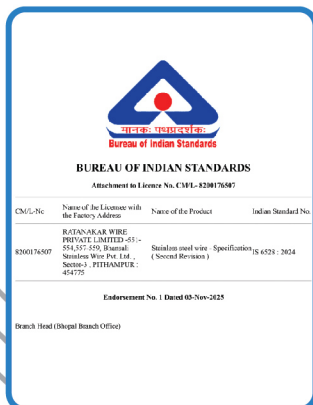 मानकः पथप्रदर्शकः
Bureau of Indian Standards
BUREAU OF INDIAN STANDARDS
Attachment to Licence No. CM/L- 8200176507
CM/L-No
Name of the Licensee with
the Factory Address
Name of the Product
Indian Standard No.
8200176507
RATANAKAR WIRE
PRIVATE LIMITED -551-
554,557-559, Bhansali
Stainless Wire Pvt. Ltd. ,
Sector-3 , PITHAMPUR :
454775
Stainless steel wire - Specification
( Second Revision )
IS 6528 : 2024
Endorsement No. 1 Dated 03-Nov-2025
Branch Head (Bhopal Branch Office)